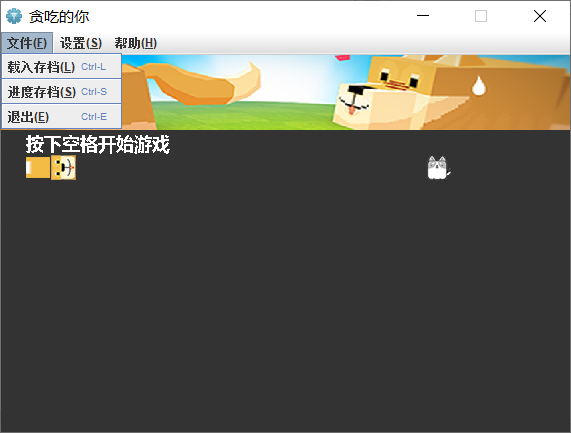 贪吃的你
文件(F) 设置(S) 帮助(H)
载入存档(L) Ctrl-L
进度存档(S) Ctrl-S
退出(E) Ctrl-E
按下空格开始游戏